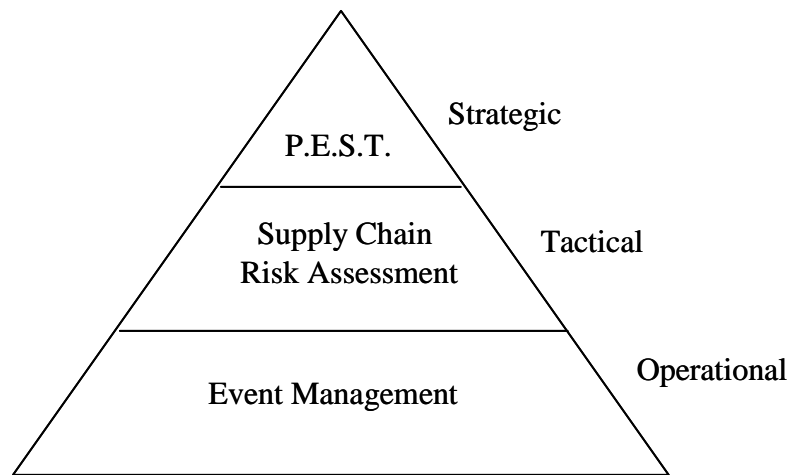 Strategic
P.E.S.T.
Supply Chain
Risk Assessment
Tactical
Event Management
Operational